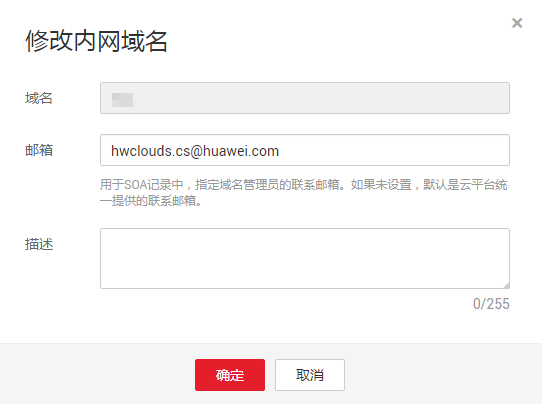 修改内网域名
×
域名
邮箱
hwclouds.cs@huawei.com
用于SOA记录中，指定域名管理员的联系邮箱。如果未设置，默认是云平台统
一提供的联系邮箱。
描述
0/255
确定
取消